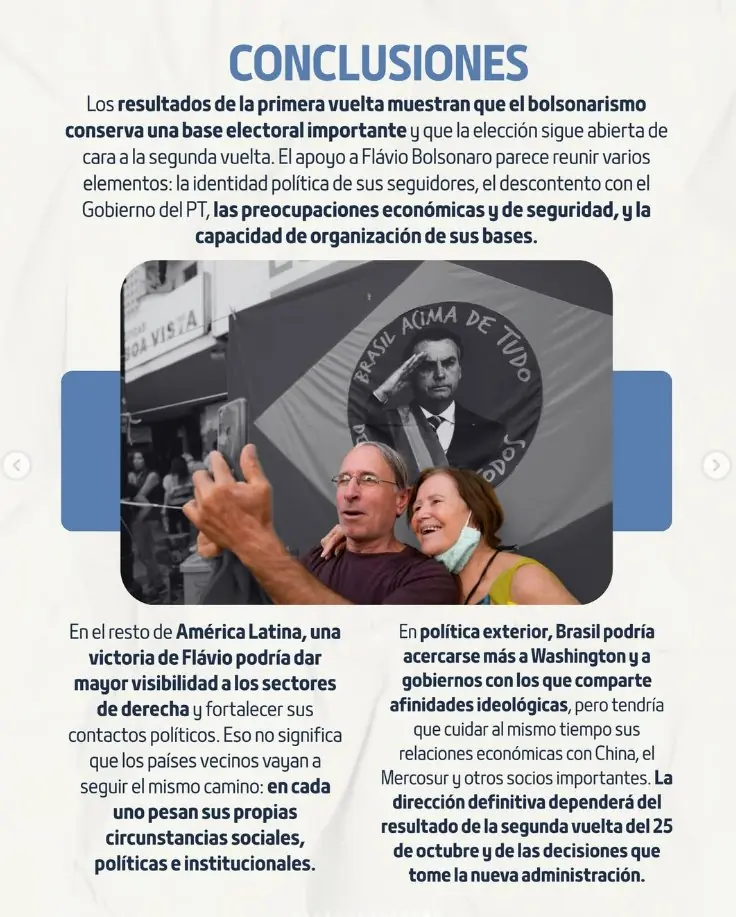 CONCLUSIONES
Los resultados de la primera vuelta muestran que el bolsonarismo
conserva una base electoral importante y que la elección sigue abierta de
cara a la segunda vuelta. El apoyo a Flávio Bolsonaro parece reunir varios
elementos: la identidad política de sus seguidores, el descontento con el
Gobierno del PT, las preocupaciones económicas y de seguridad, y la
capacidad de organización de sus bases.
OA VISTA
BRASIL ACIMA DE TUDO
En el resto de América Latina, una
victoria de Flávio podría dar
mayor visibilidad a los sectores
de derecha y fortalecer sus
contactos políticos. Eso no significa
que los países vecinos vayan a
seguir el mismo camino: en cada
uno pesan sus propias
circunstancias sociales,
políticas e institucionales.
En política exterior, Brasil podría
acercarse más a Washington y a
gobiernos con los que comparte
afinidades ideológicas, pero tendría
que cuidar al mismo tiempo sus
relaciones económicas con China, el
Mercosur y otros socios importantes. La
dirección definitiva dependerá del
resultado de la segunda vuelta del 25
de octubre y de las decisiones que
tome la nueva administración.